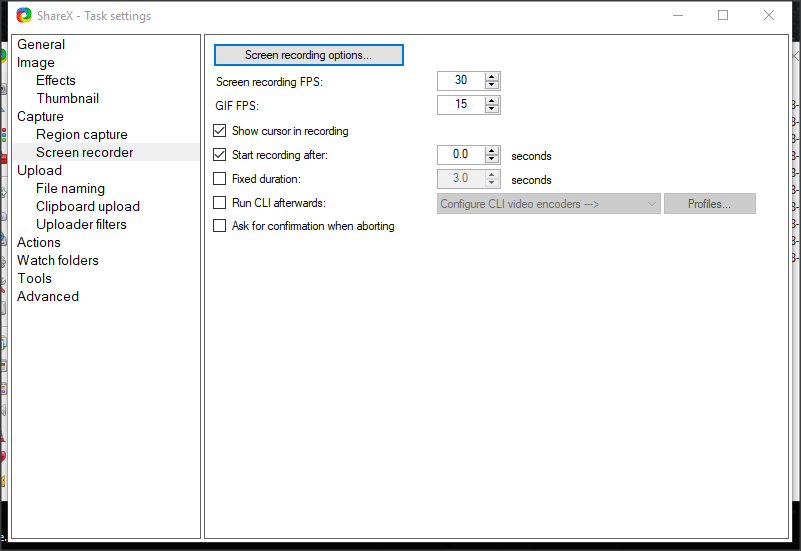 ShareX - Task settings
General
Image
Effects
Thumbnail
Capture
Region capture
Screen recorder
Upload
File naming
Clipboard upload
Uploader filters
Actions
Watch folders
Tools
Advanced
Screen recording options...
Screen recording FPS: 30
GIF FPS: 15
Show cursor in recording
Start recording after: 0.0 seconds
Fixed duration: 3.0 seconds
Run CLI afterwards: Configure CLI video encoders ---> Profiles...
Ask for confirmation when aborting